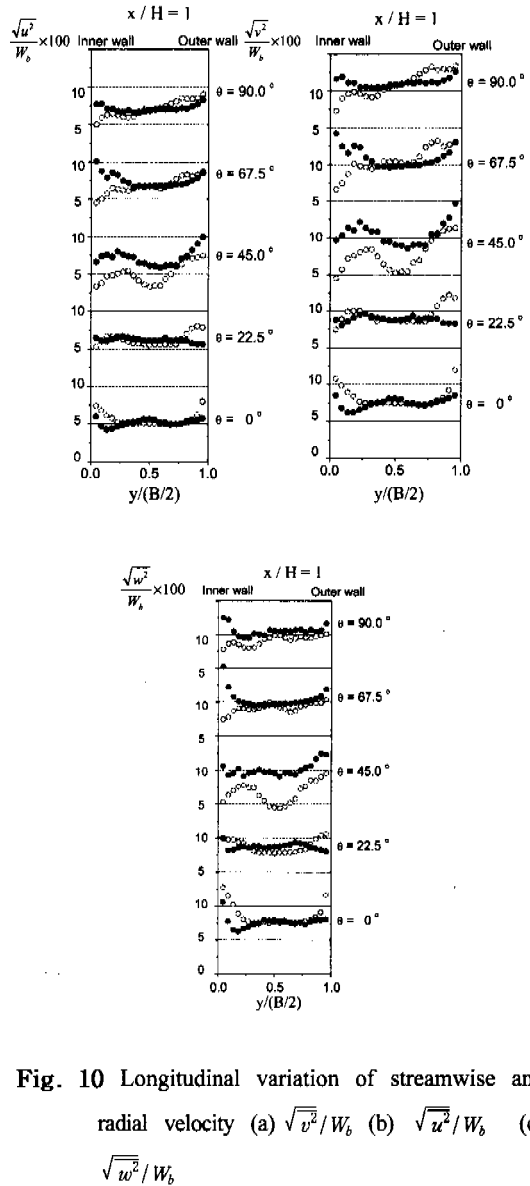 x / H = 1
√u² / W_b ×100
Inner wall
Outer wall
10
5
10
5
10
5
10
5
0
θ = 90.0 °
θ = 67.5 °
θ = 45.0 °
θ = 22.5 °
θ = 0 °
0.0 0.5 1.0
y/(B/2)
x / H = 1
√v² / W_b ×100
Inner wall
Outer wall
10
5
10
5
10
5
10
5
10
5
0
θ = 90.0 °
θ = 67.5 °
θ = 45.0 °
θ = 22.5 °
θ = 0 °
0.0 0.5 1.0
y/(B/2)
x / H = 1
√w² / W_b ×100
Inner wall
Outer wall
10
5
10
5
10
5
10
5
10
5
0
θ = 90.0 °
θ = 67.5 °
θ = 45.0 °
θ = 22.5 °
θ = 0 °
0.0 0.5 1.0
y/(B/2)
Fig. 10 Longitudinal variation of streamwise an
radial velocity (a) √v²/W_b (b) √u²/W_b (
√w²/W_b